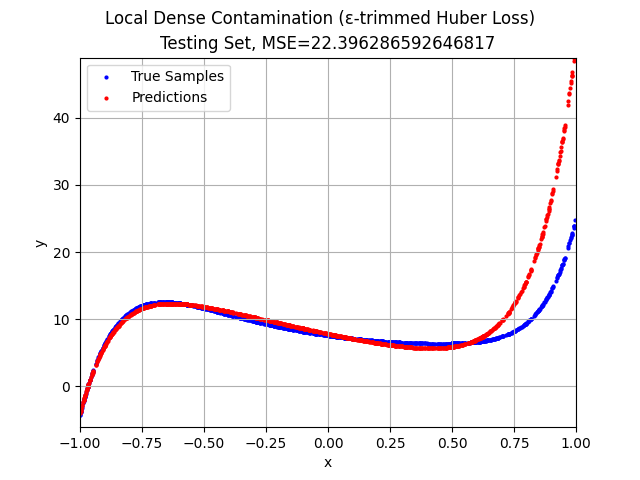 Local Dense Contamination (ε-trimmed Huber Loss)
Testing Set, MSE=22.396286592646817
True Samples
Predictions
40
30
20
10
0
y
−1.00 −0.75 −0.50 −0.25 0.00 0.25 0.50 0.75 1.00
x